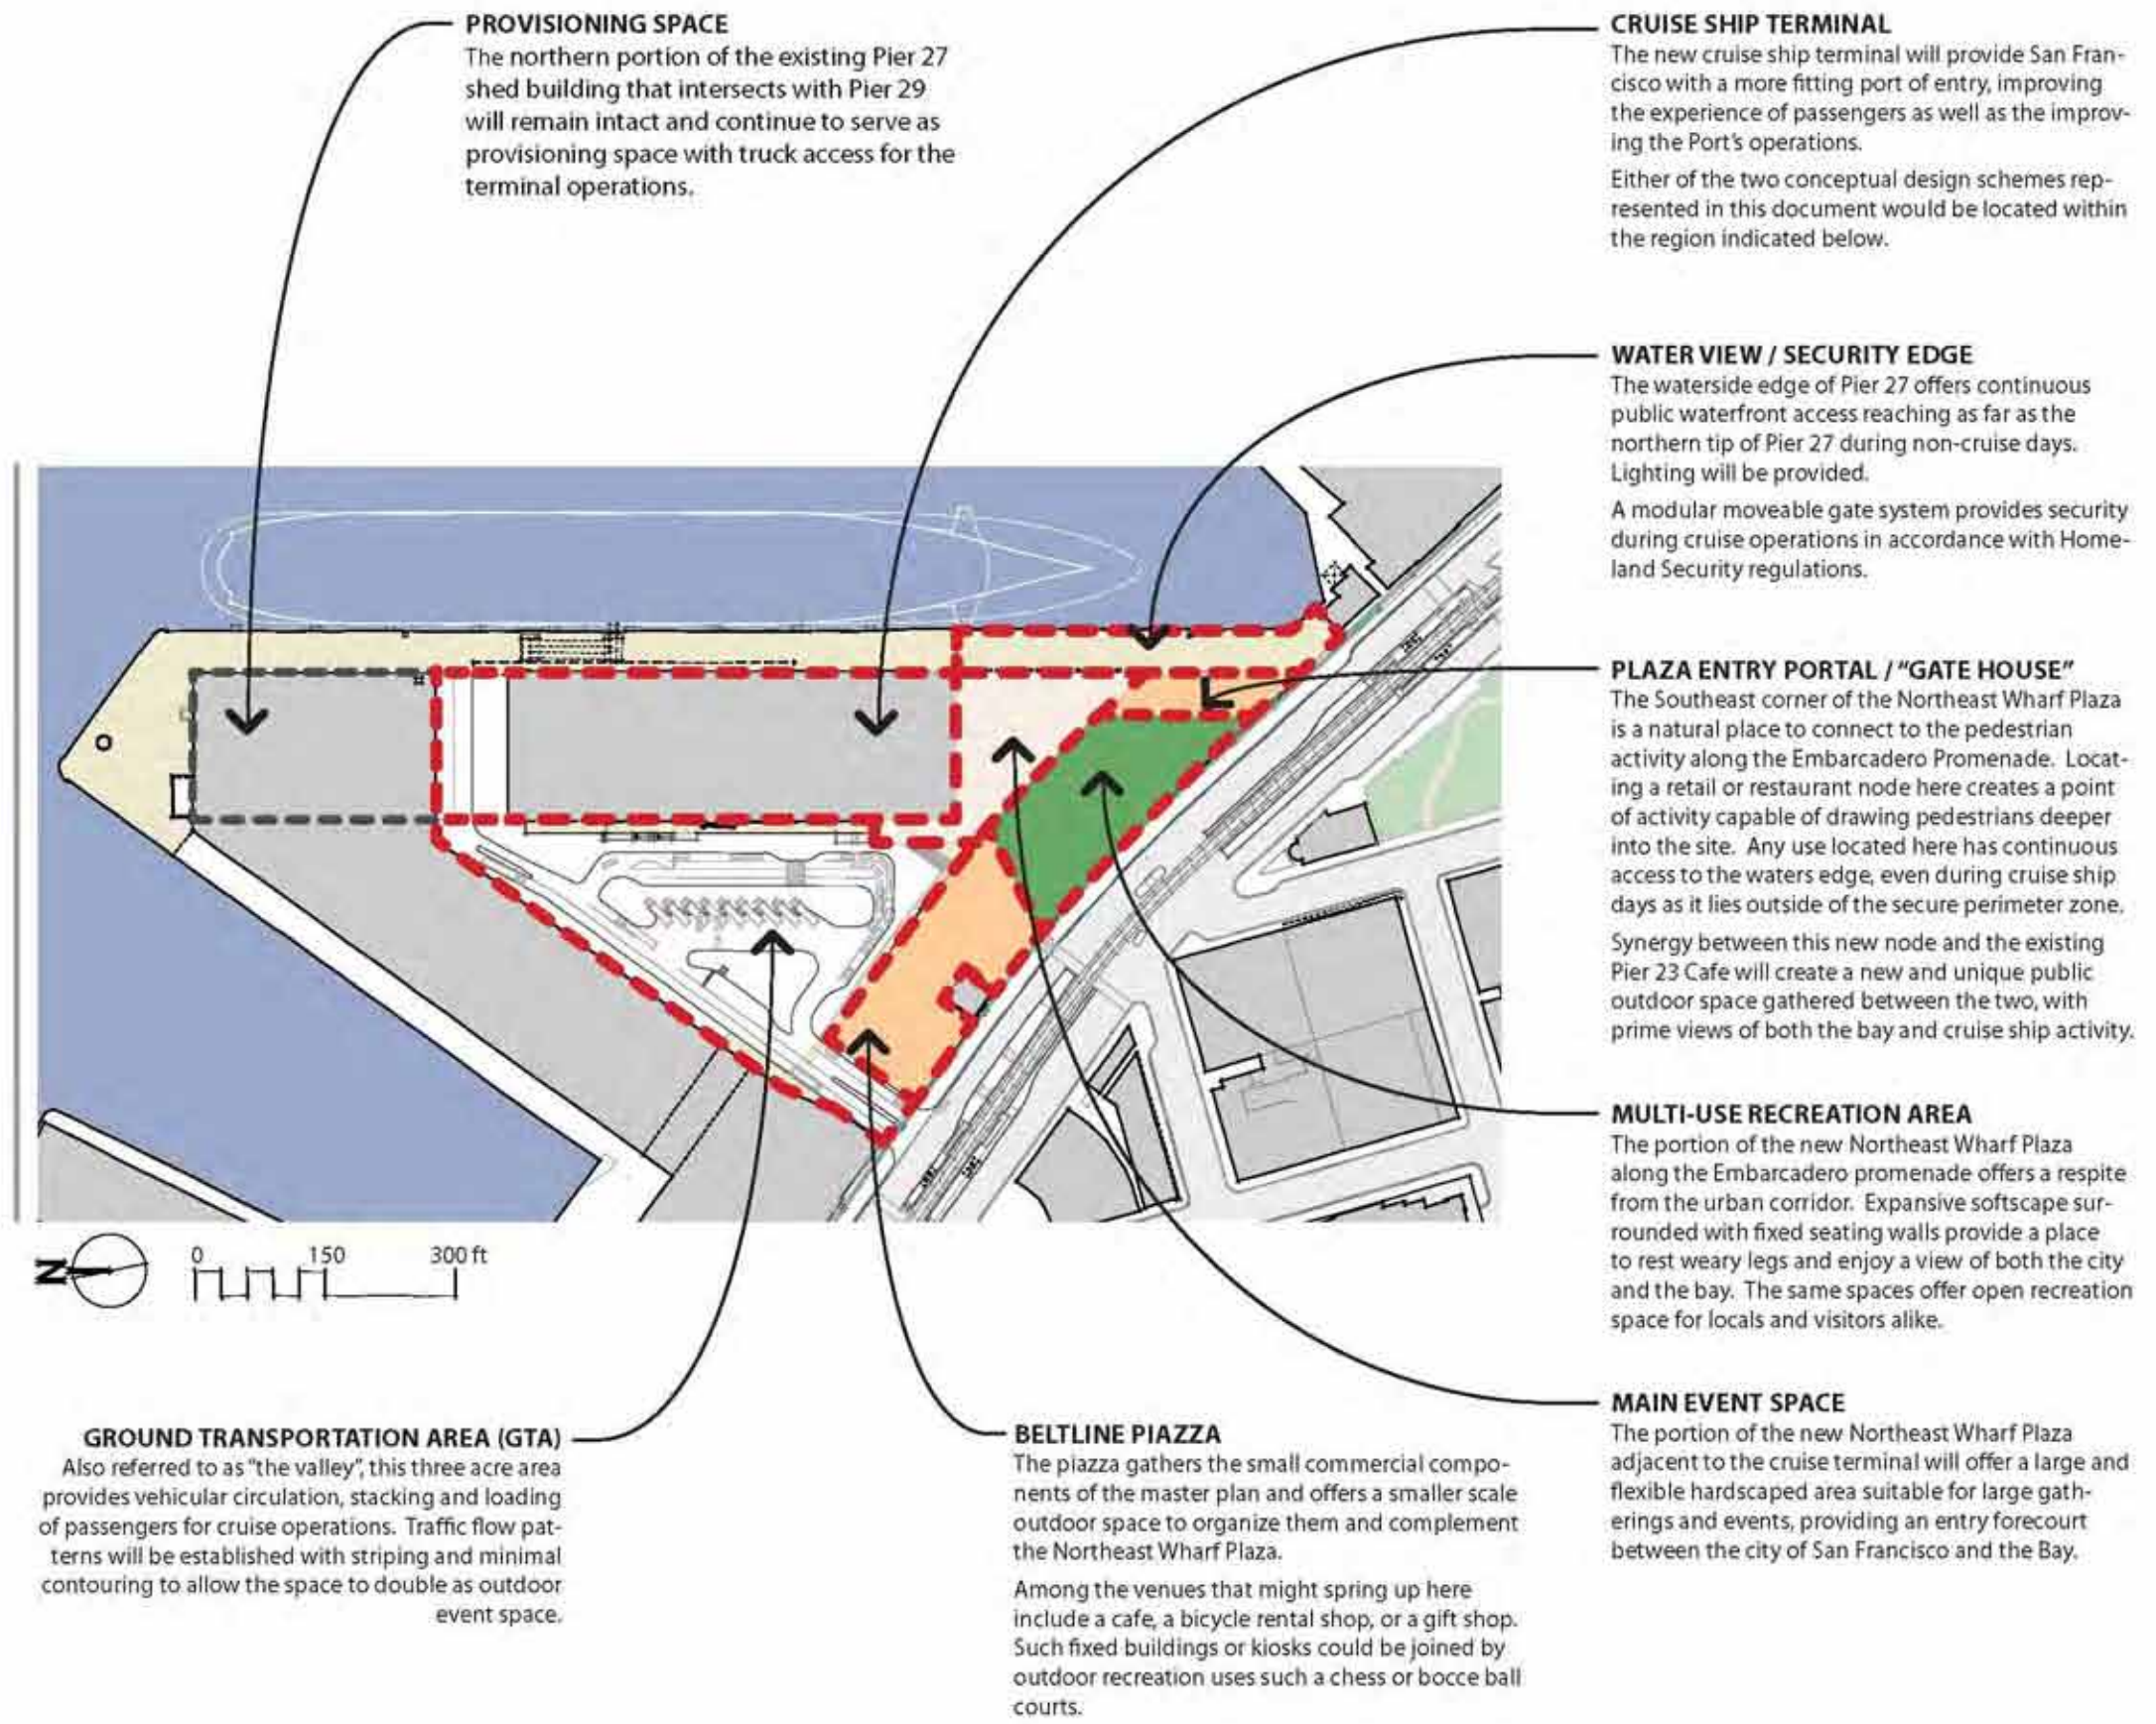 PROVISIONING SPACE
The northern portion of the existing Pier 27
shed building that intersects with Pier 29
will remain intact and continue to serve as
provisioning space with truck access for the
terminal operations.
CRUISE SHIP TERMINAL
The new cruise ship terminal will provide San Fran-
cisco with a more fitting port of entry, improving
the experience of passengers as well as the improv-
ing the Port's operations.
Either of the two conceptual design schemes rep-
resented in this document would be located within
the region indicated below.
WATER VIEW / SECURITY EDGE
The waterside edge of Pier 27 offers continuous
public waterfront access reaching as far as the
northern tip of Pier 27 during non-cruise days.
Lighting will be provided.
A modular moveable gate system provides security
during cruise operations in accordance with Home-
land Security regulations.
PLAZA ENTRY PORTAL / "GATE HOUSE"
The Southeast corner of the Northeast Wharf Plaza
is a natural place to connect to the pedestrian
activity along the Embarcadero Promenade. Locat-
ing a retail or restaurant node here creates a point
of activity capable of drawing pedestrians deeper
into the site. Any use located here has continuous
access to the waters edge, even during cruise ship
days as it lies outside of the secure perimeter zone.
Synergy between this new node and the existing
Pier 23 Cafe will create a new and unique public
outdoor space gathered between the two, with
prime views of both the bay and cruise ship activity.
MULTI-USE RECREATION AREA
The portion of the new Northeast Wharf Plaza
along the Embarcadero promenade offers a respite
from the urban corridor. Expansive softscape sur-
rounded with fixed seating walls provide a place
to rest weary legs and enjoy a view of both the city
and the bay. The same spaces offer open recreation
space for locals and visitors alike.
MAIN EVENT SPACE
The portion of the new Northeast Wharf Plaza
adjacent to the cruise terminal will offer a large and
flexible hardscaped area suitable for large gath-
erings and events, providing an entry forecourt
between the city of San Francisco and the Bay.
N
0 150 300 ft
GROUND TRANSPORTATION AREA (GTA)
Also referred to as "the valley", this three acre area
provides vehicular circulation, stacking and loading
of passengers for cruise operations. Traffic flow pat-
terns will be established with striping and minimal
contouring to allow the space to double as outdoor
event space.
BELTLINE PIAZZA
The piazza gathers the small commercial compo-
nents of the master plan and offers a smaller scale
outdoor space to organize them and complement
the Northeast Wharf Plaza.
Among the venues that might spring up here
include a cafe, a bicycle rental shop, or a gift shop.
Such fixed buildings or kiosks could be joined by
outdoor recreation uses such a chess or bocce ball
courts.